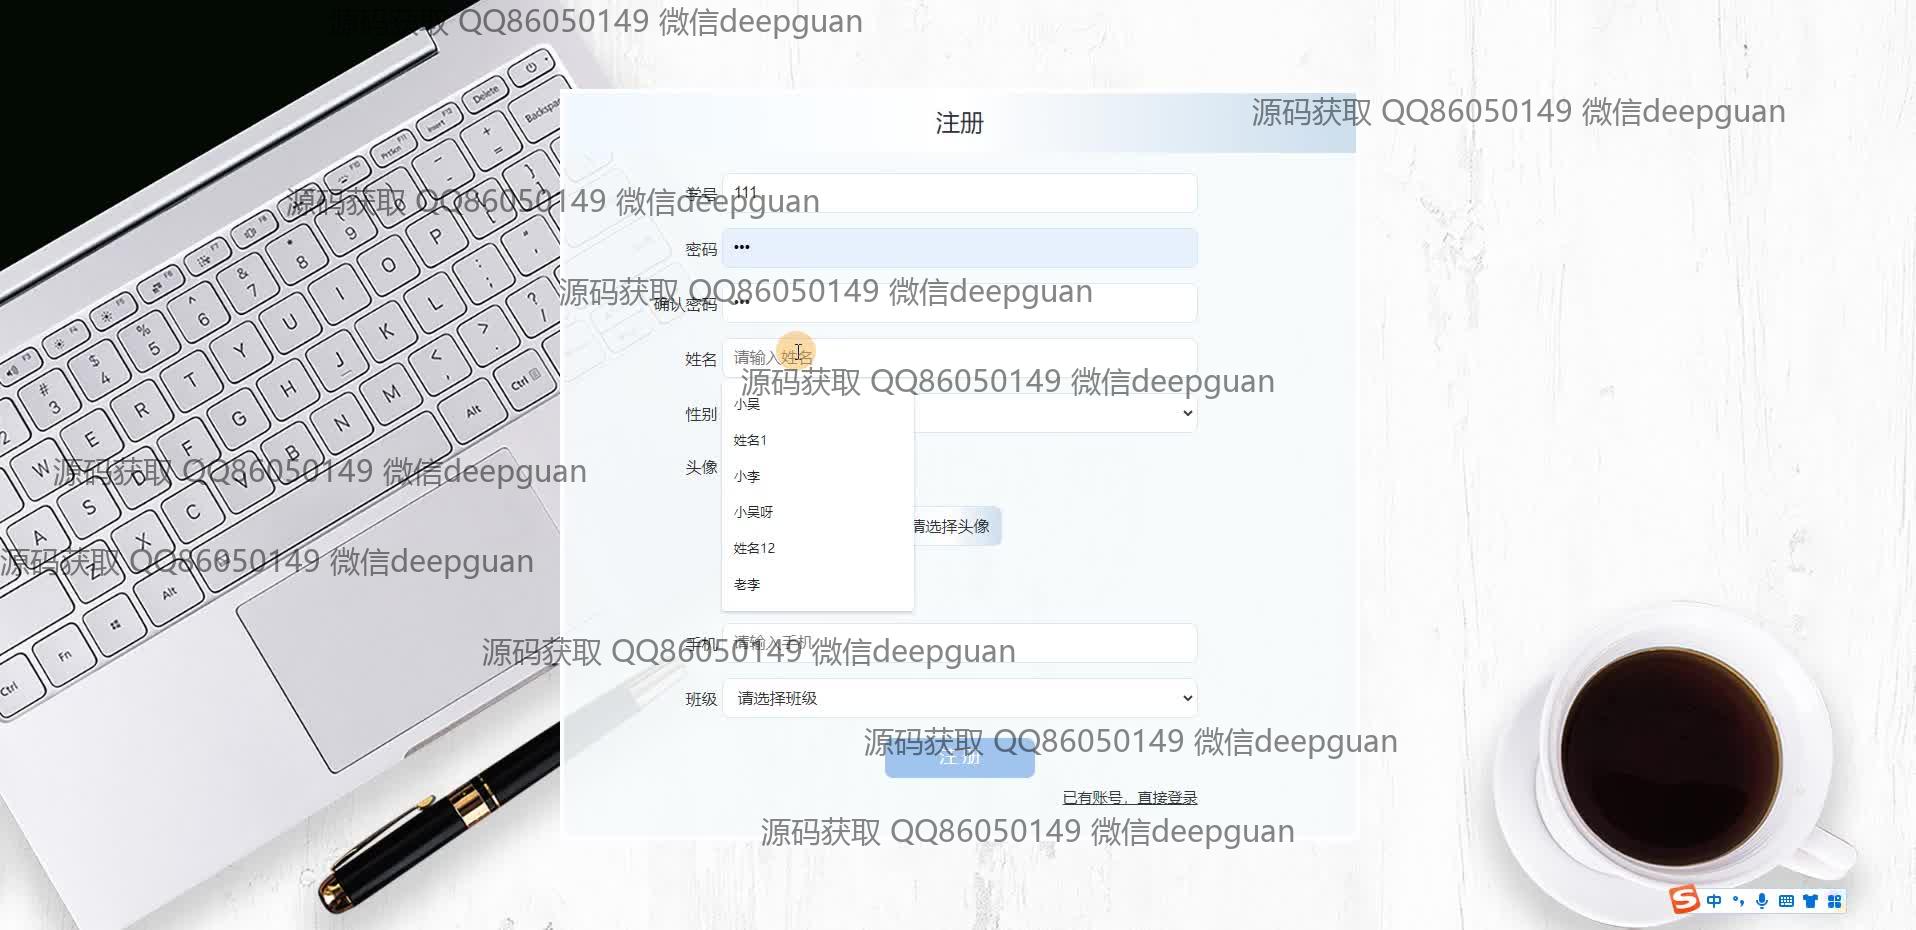 源码获取 QQ86050149 微信deepguan
源码获取 QQ86050149 微信deepguan
注册
源码获取 QQ86050149 微信deepguan
学号
111
密码
•••
源码获取 QQ86050149 微信deepguan
确认密码
•••
姓名
请输入姓名
源码获取 QQ86050149 微信deepguan
小吴
性别
姓名1
头像
小李
源码获取 QQ86050149 微信deepguan
小吴呀
请选择头像
姓名12
源码获取 QQ86050149 微信deepguan
老李
手机
请输入手机
源码获取 QQ86050149 微信deepguan
班级
请选择班级
源码获取 QQ86050149 微信deepguan
注 册
已有账号，直接登录
源码获取 QQ86050149 微信deepguan
中
Delete
Backspa
Insert
PrtScn
Ctrl
Alt
Alt
Fn
Ctrl